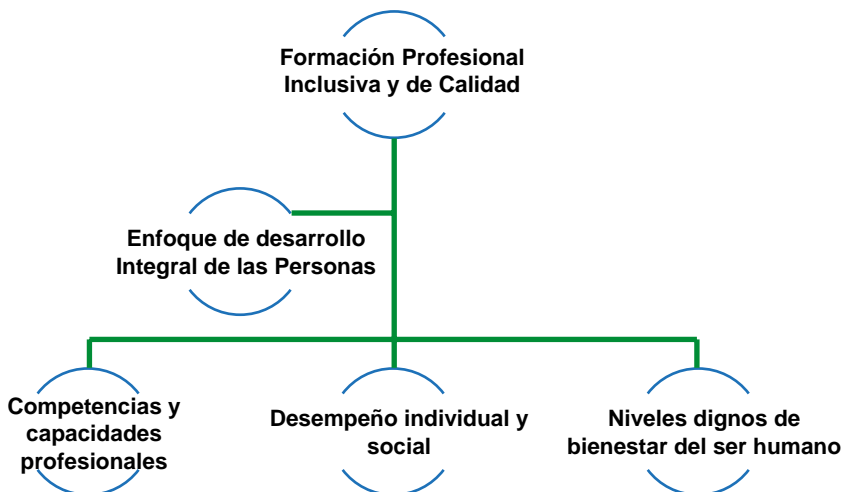 Formación Profesional
Inclusiva y de Calidad
Enfoque de desarrollo
Integral de las Personas
Competencias y
capacidades
profesionales
Desempeño individual y
social
Niveles dignos de
bienestar del ser humano